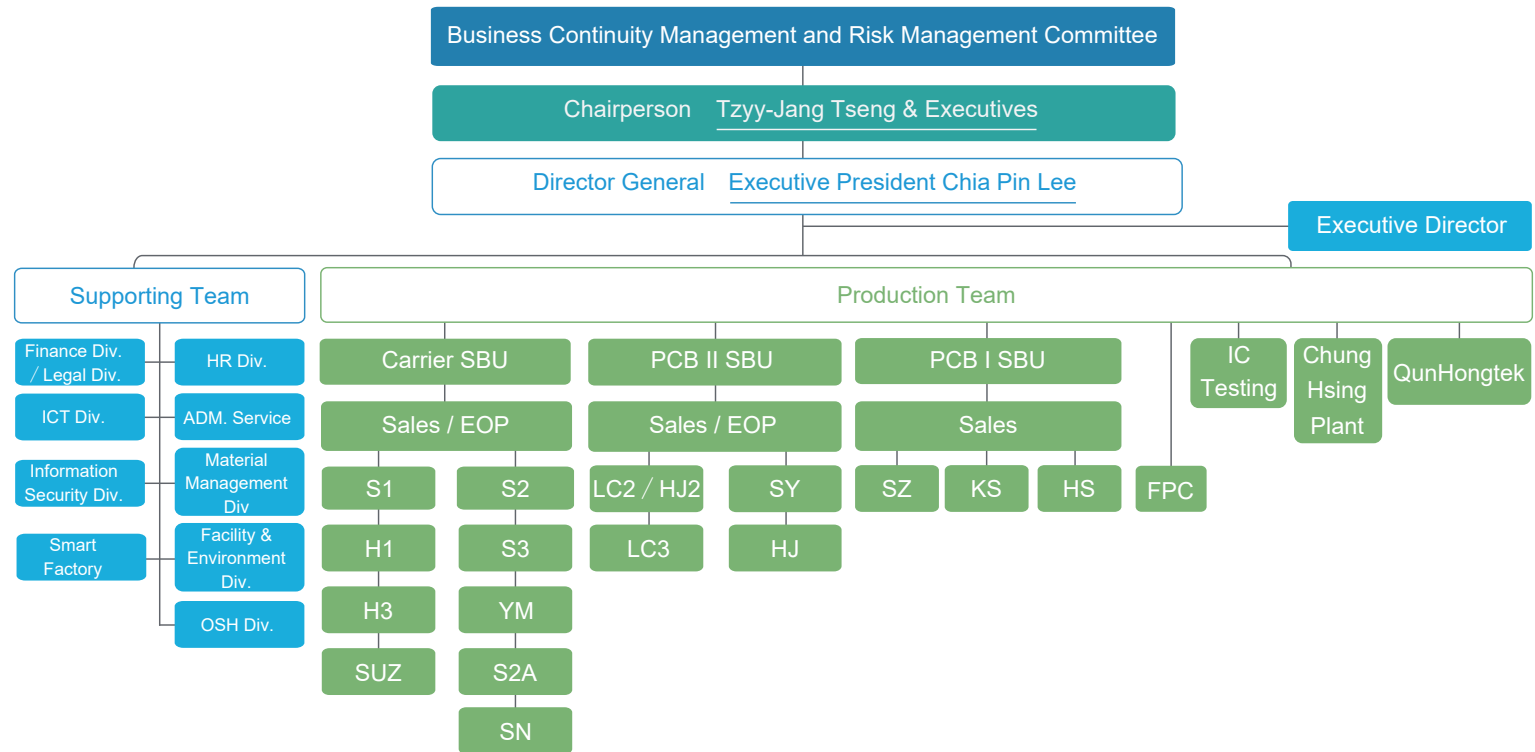 Business Continuity Management and Risk Management Committee
Chairperson Tzyy-Jang Tseng & Executives
Director General Executive President Chia Pin Lee
Executive Director
Supporting Team
Production Team
Finance Div.
/ Legal Div.
HR Div.
ICT Div.
ADM. Service
Information
Security Div.
Material
Management
Div
Smart
Factory
Facility &
Environment
Div.
OSH Div.
Carrier SBU
Sales / EOP
S1
H1
H3
SUZ
S2
S3
YM
S2A
SN
PCB II SBU
Sales / EOP
LC2 / HJ2
LC3
SY
HJ
PCB I SBU
Sales
SZ
KS
HS
FPC
IC
Testing
Chung
Hsing
Plant
QunHongtek